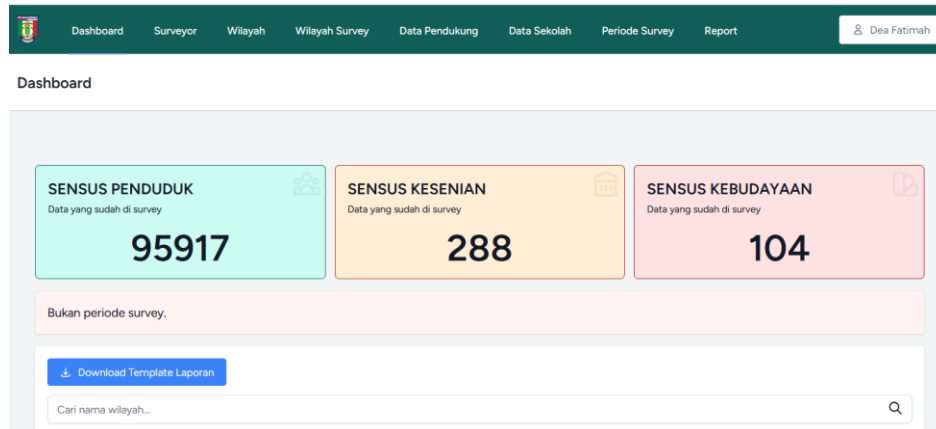 Dashboard Surveyor Wilayah Wilayah Survey Data Pendukung Data Sekolah Periode Survey Report Dea Fatimah
Dashboard
SENSUS PENDUDUK
Data yang sudah di survey
95917
SENSUS KESENIAN
Data yang sudah di survey
288
SENSUS KEBUDAYAAN
Data yang sudah di survey
104
Bukan periode survey.
Download Template Laporan
Cari nama wilayah...